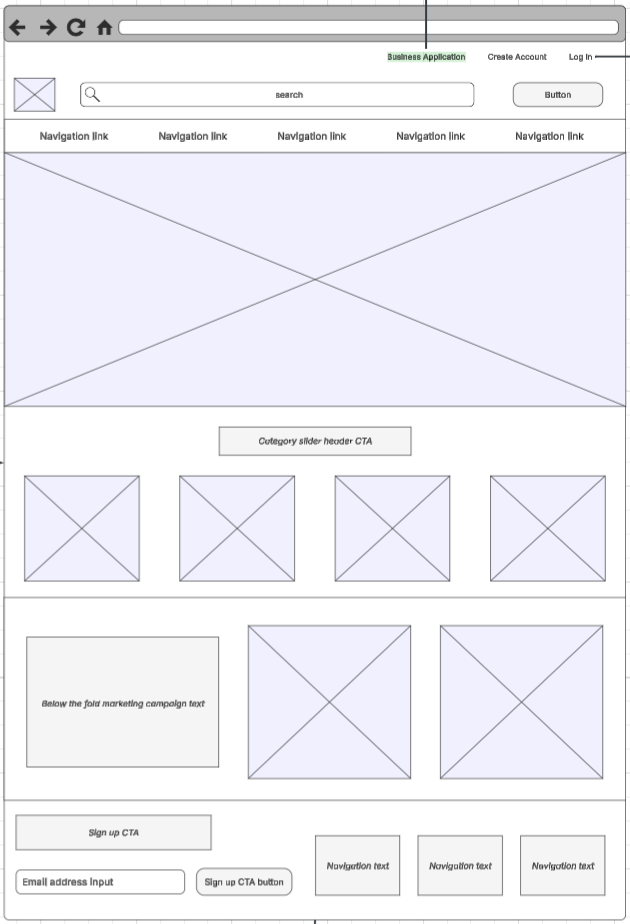 Business Application
Create Account
Log In
search
Button
Navigation link
Navigation link
Navigation link
Navigation link
Navigation link
Category slider header CTA
Below the fold marketing campaign text
Sign up CTA
Email address input
Sign up CTA button
Navigation text
Navigation text
Navigation text